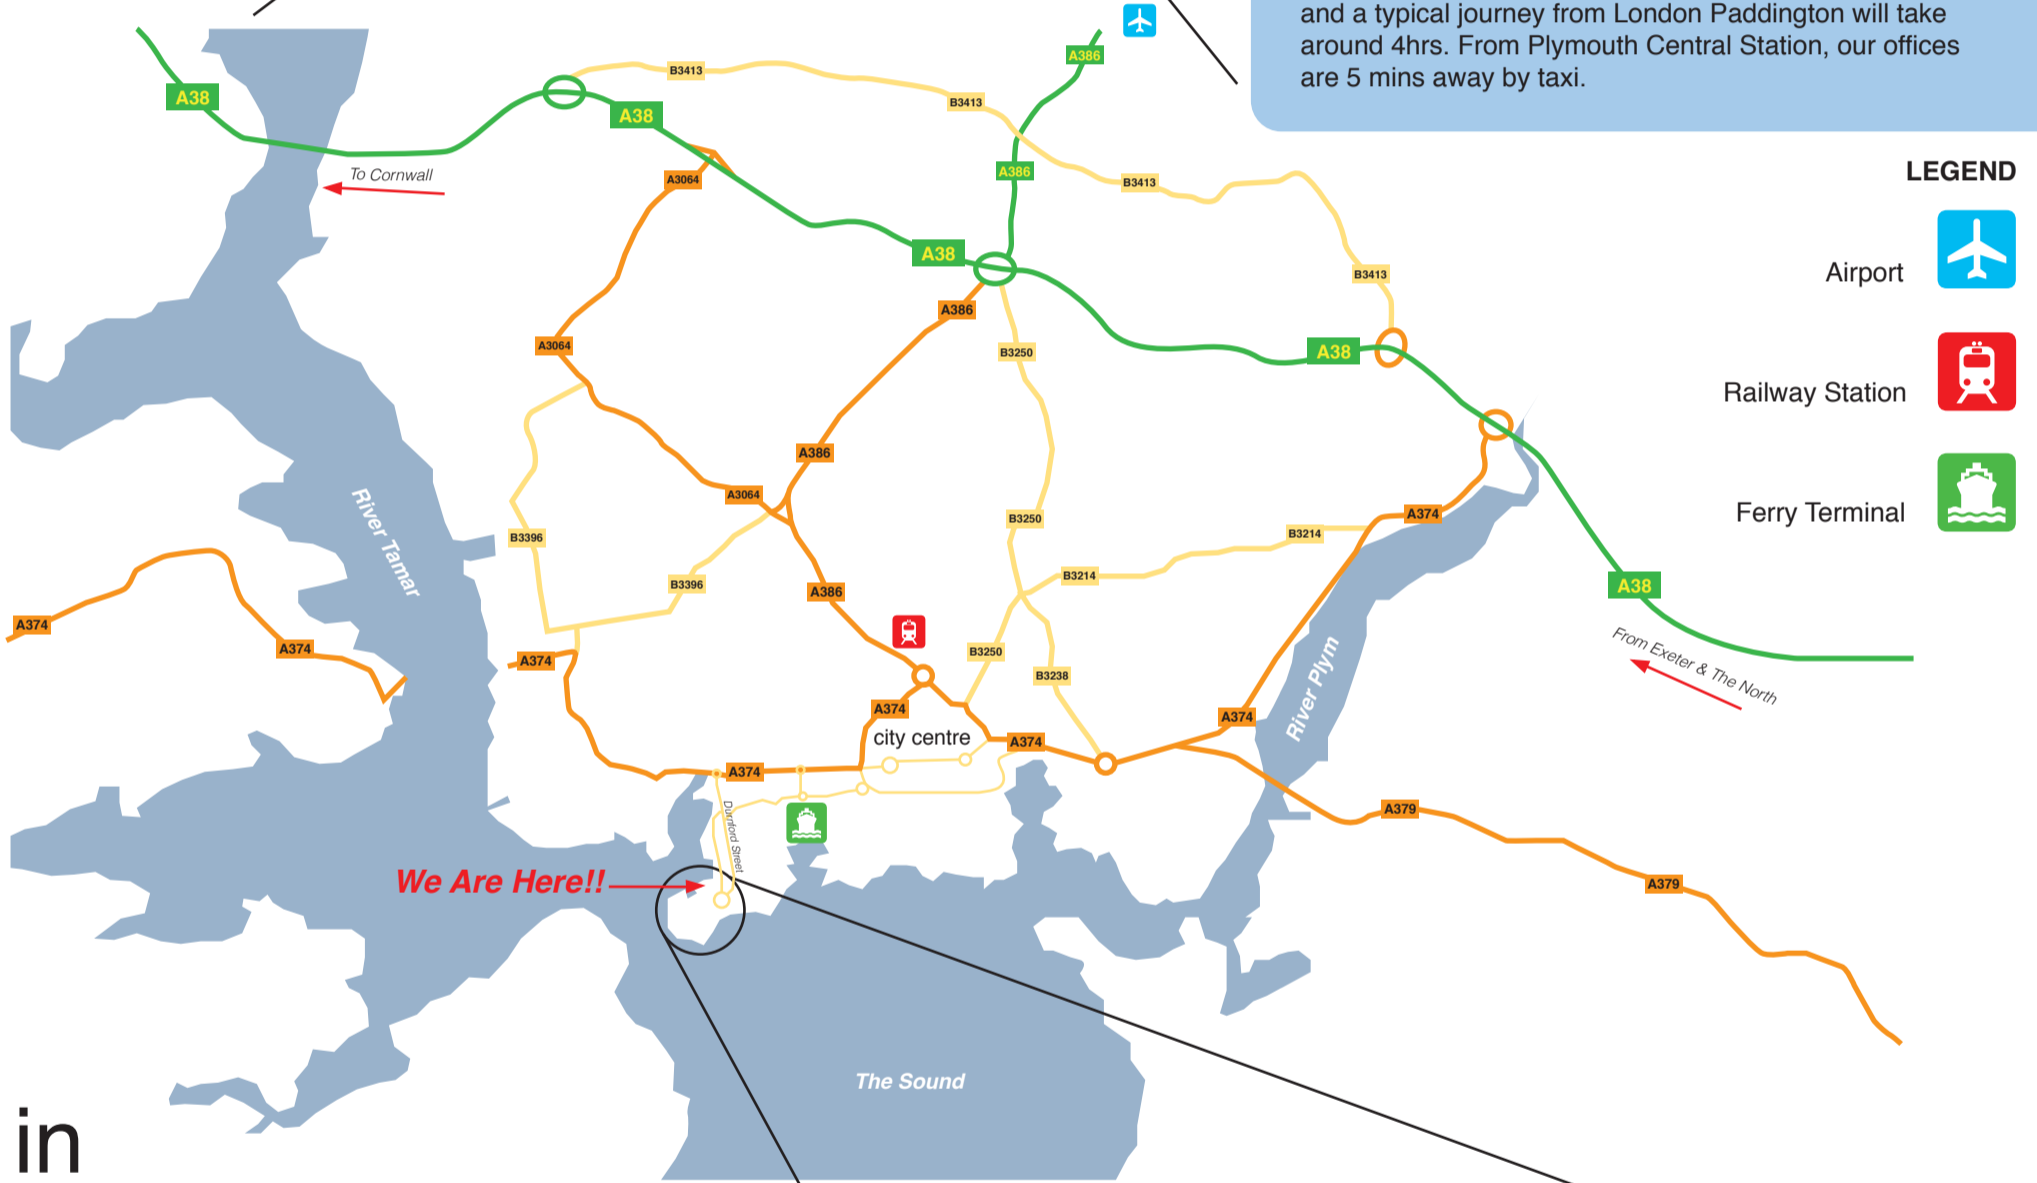 and a typical journey from London Paddington will take
around 4hrs. From Plymouth Central Station, our offices
are 5 mins away by taxi.
LEGEND
Airport
Railway Station
Ferry Terminal
A38
A38
A38
A38
A38
To Cornwall
From Exeter & The North
A386
A386
A386
A386
A386
B3413
B3413
B3413
B3413
A3064
A3064
A3064
B3250
B3250
B3250
B3238
B3214
B3214
B3396
B3396
A374
A374
A374
A374
A374
A374
A374
A374
A379
A379
city centre
Durnford Street
River Tamar
River Plym
The Sound
We Are Here!!
in